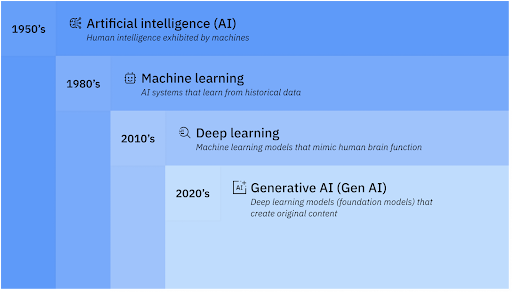 1950's
Artificial intelligence (AI)
Human intelligence exhibited by machines
1980's
Machine learning
AI systems that learn from historical data
2010's
Deep learning
Machine learning models that mimic human brain function
2020's
AI
Generative AI (Gen AI)
Deep learning models (foundation models) that
create original content